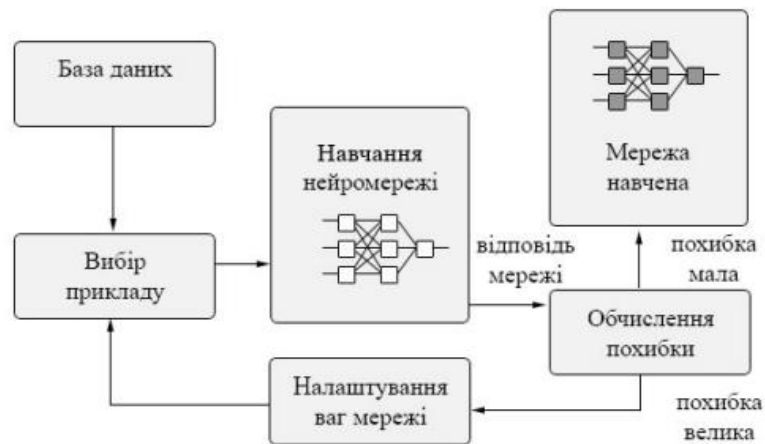 База даних
Вибір
прикладу
Навчання
нейромережі
відповідь
мережі
Мережа
навчена
похибка
мала
Обчислення
похибки
похибка
велика
Налаштування
ваг мережі